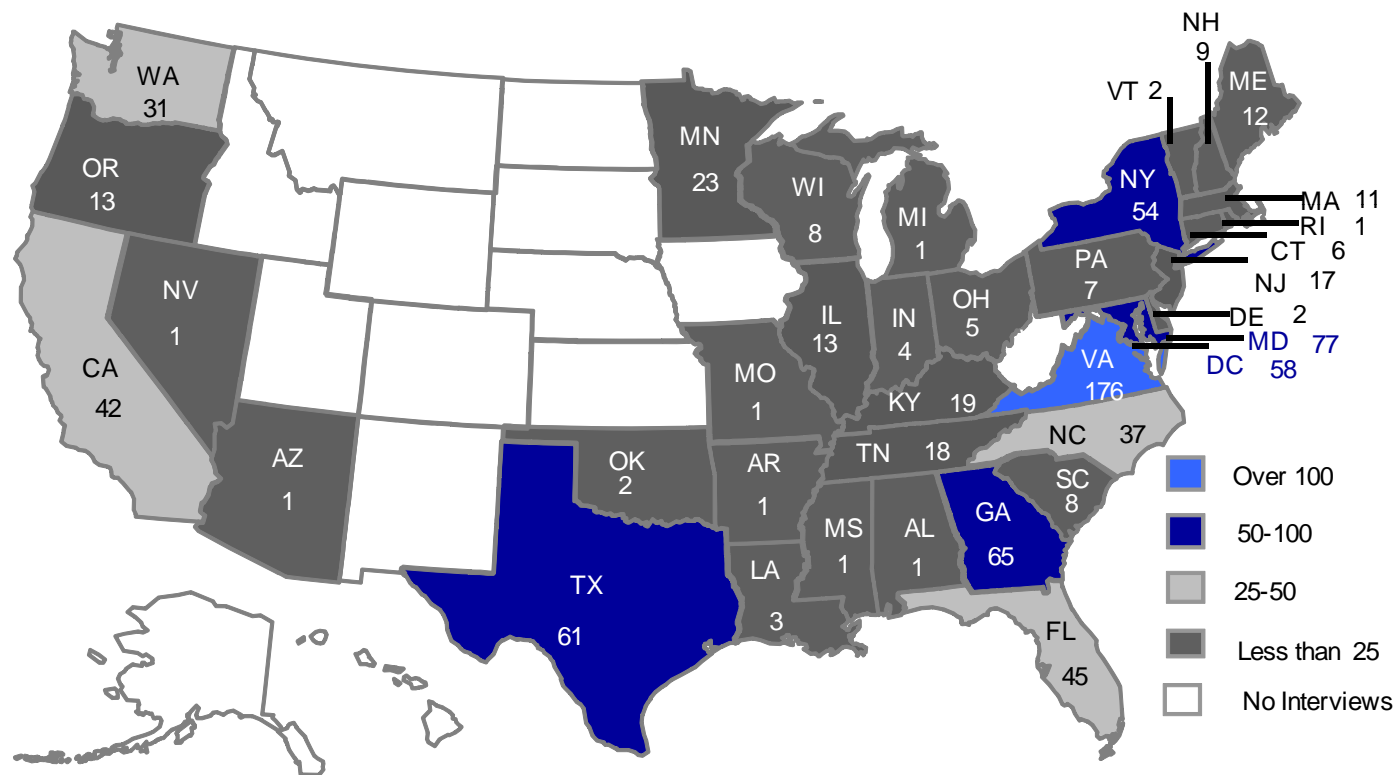 NH
9
VT 2
ME
12
WA
31
OR
13
MN
23
WI
8
MI
1
NY
54
MA 11
RI 1
CT 6
NJ 17
PA
7
DE 2
MD 77
DC 58
NV
1
CA
42
IL
13
IN
4
OH
5
VA
176
MO
1
KY 19
NC 37
TN 18
AZ
1
OK
2
AR
1
SC
8
MS
1
AL
1
GA
65
TX
61
LA
3
FL
45
Over 100
50-100
25-50
Less than 25
No Interviews